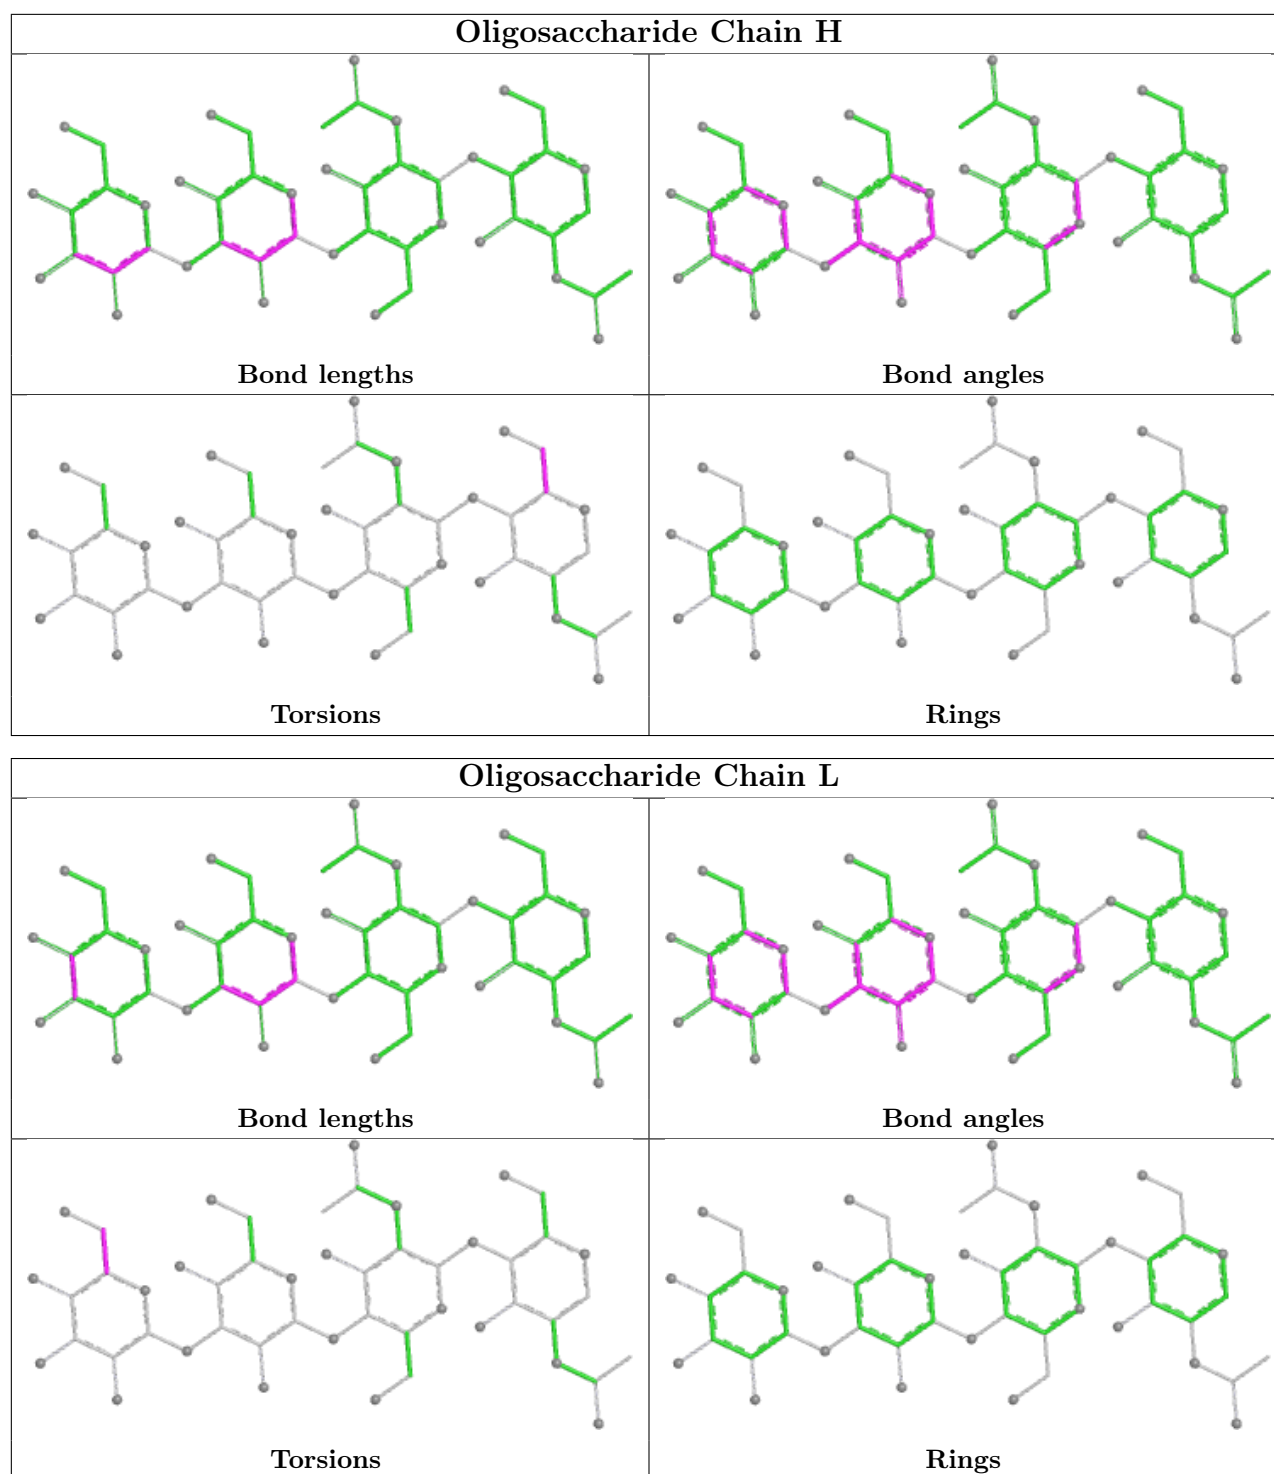 Oligosaccharide Chain H
Bond lengths
Bond angles
Torsions
Rings
Oligosaccharide Chain L
Bond lengths
Bond angles
Torsions
Rings